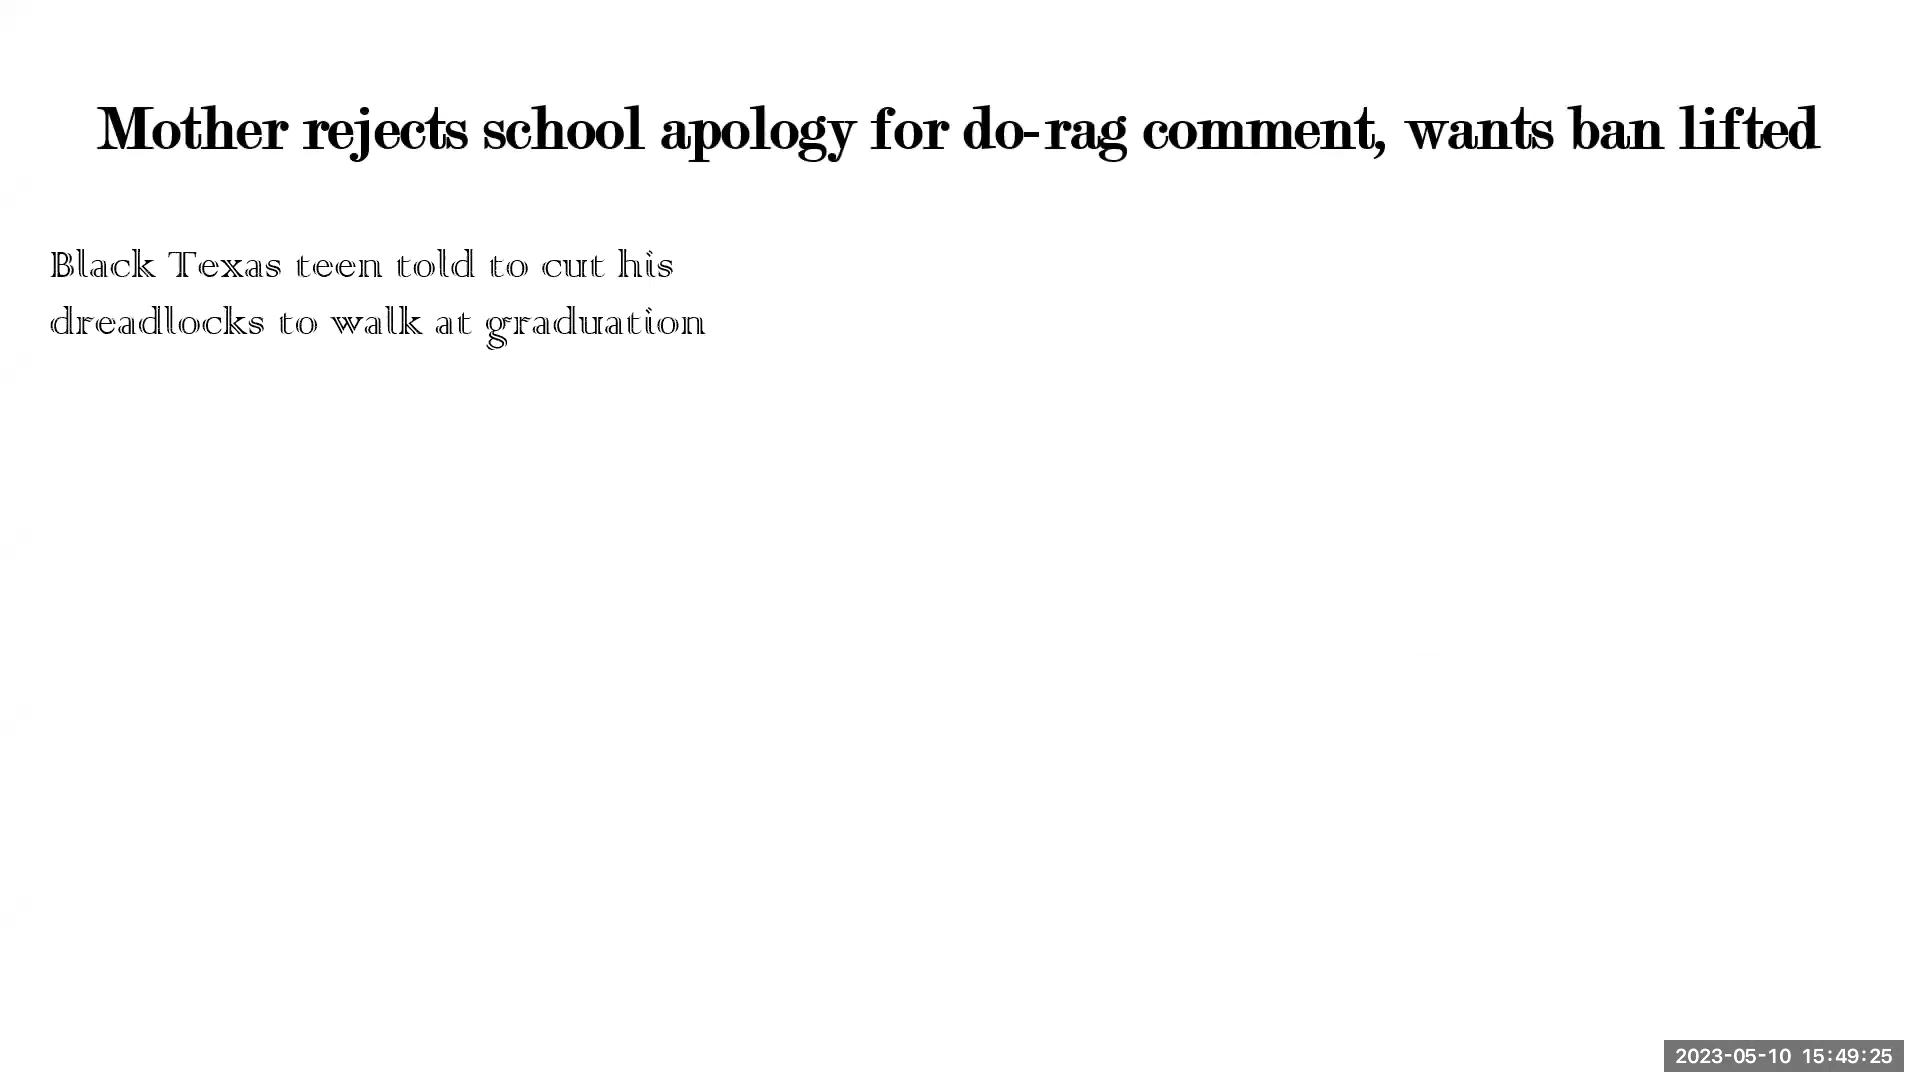 Mother rejects school apology for do-rag comment, wants ban lifted
Black Texas teen told to cut his
dreadlocks to walk at graduation
2023-05-10 15:49:25